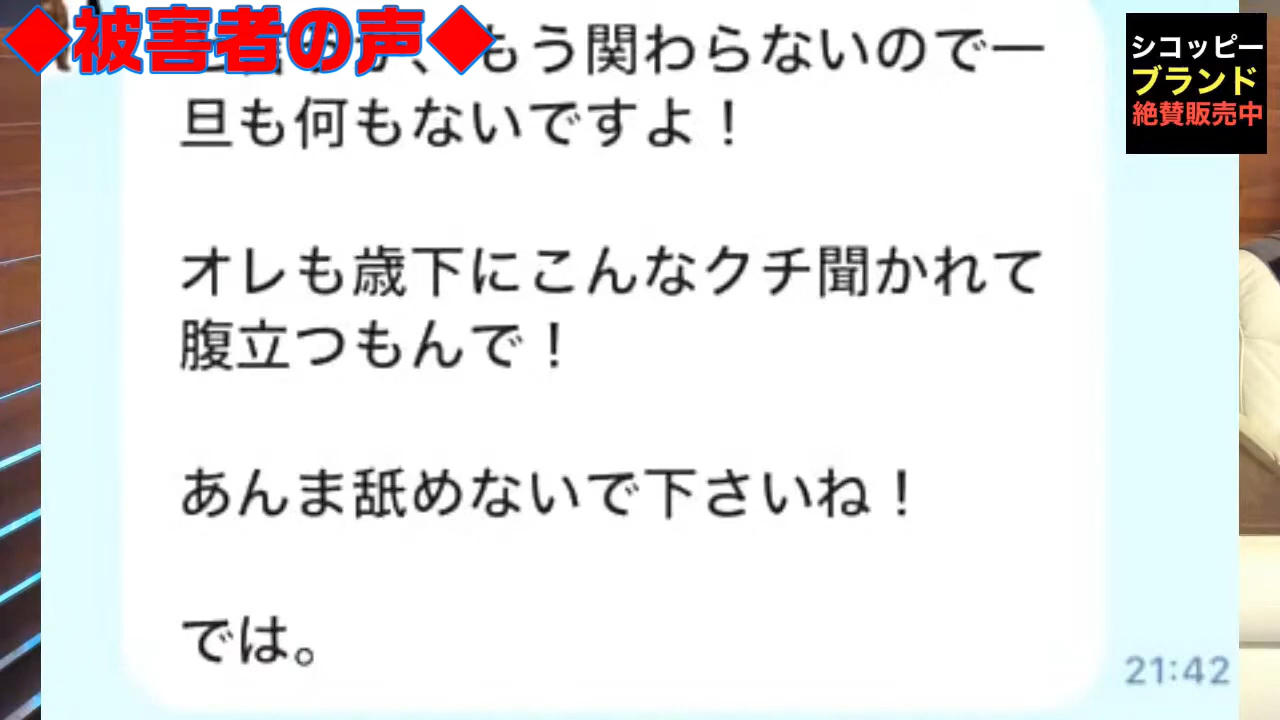 ◆被害者の声◆
シコッピー
ブランド
絶賛販売中
もう関わらないので一
旦も何もないですよ！
オレも歳下にこんなクチ聞かれて
腹立つもんで！
あんま舐めないで下さいね！
では。
21:42